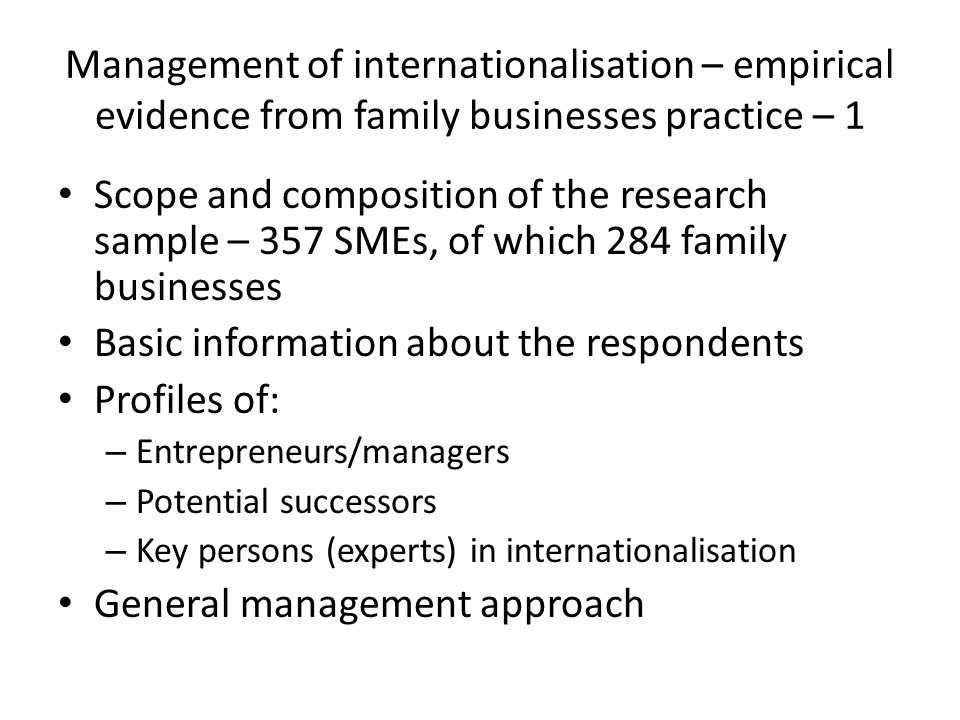 Management of internationalisation – empirical
evidence from family businesses practice – 1
• Scope and composition of the research
sample – 357 SMEs, of which 284 family
businesses
• Basic information about the respondents
• Profiles of:
– Entrepreneurs/managers
– Potential successors
– Key persons (experts) in internationalisation
• General management approach